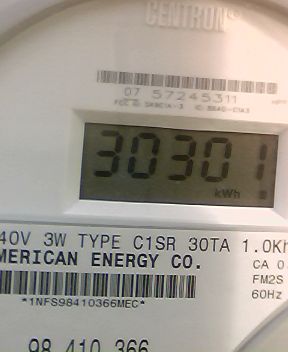 CENTRON®
07 57245311
30301
kWh
40V 3W TYPE C1SR 30TA 1.0Kh
MERICAN ENERGY CO.
CA 0.
FM2S
60Hz
*1NFS98410366MEC*
98 410 366